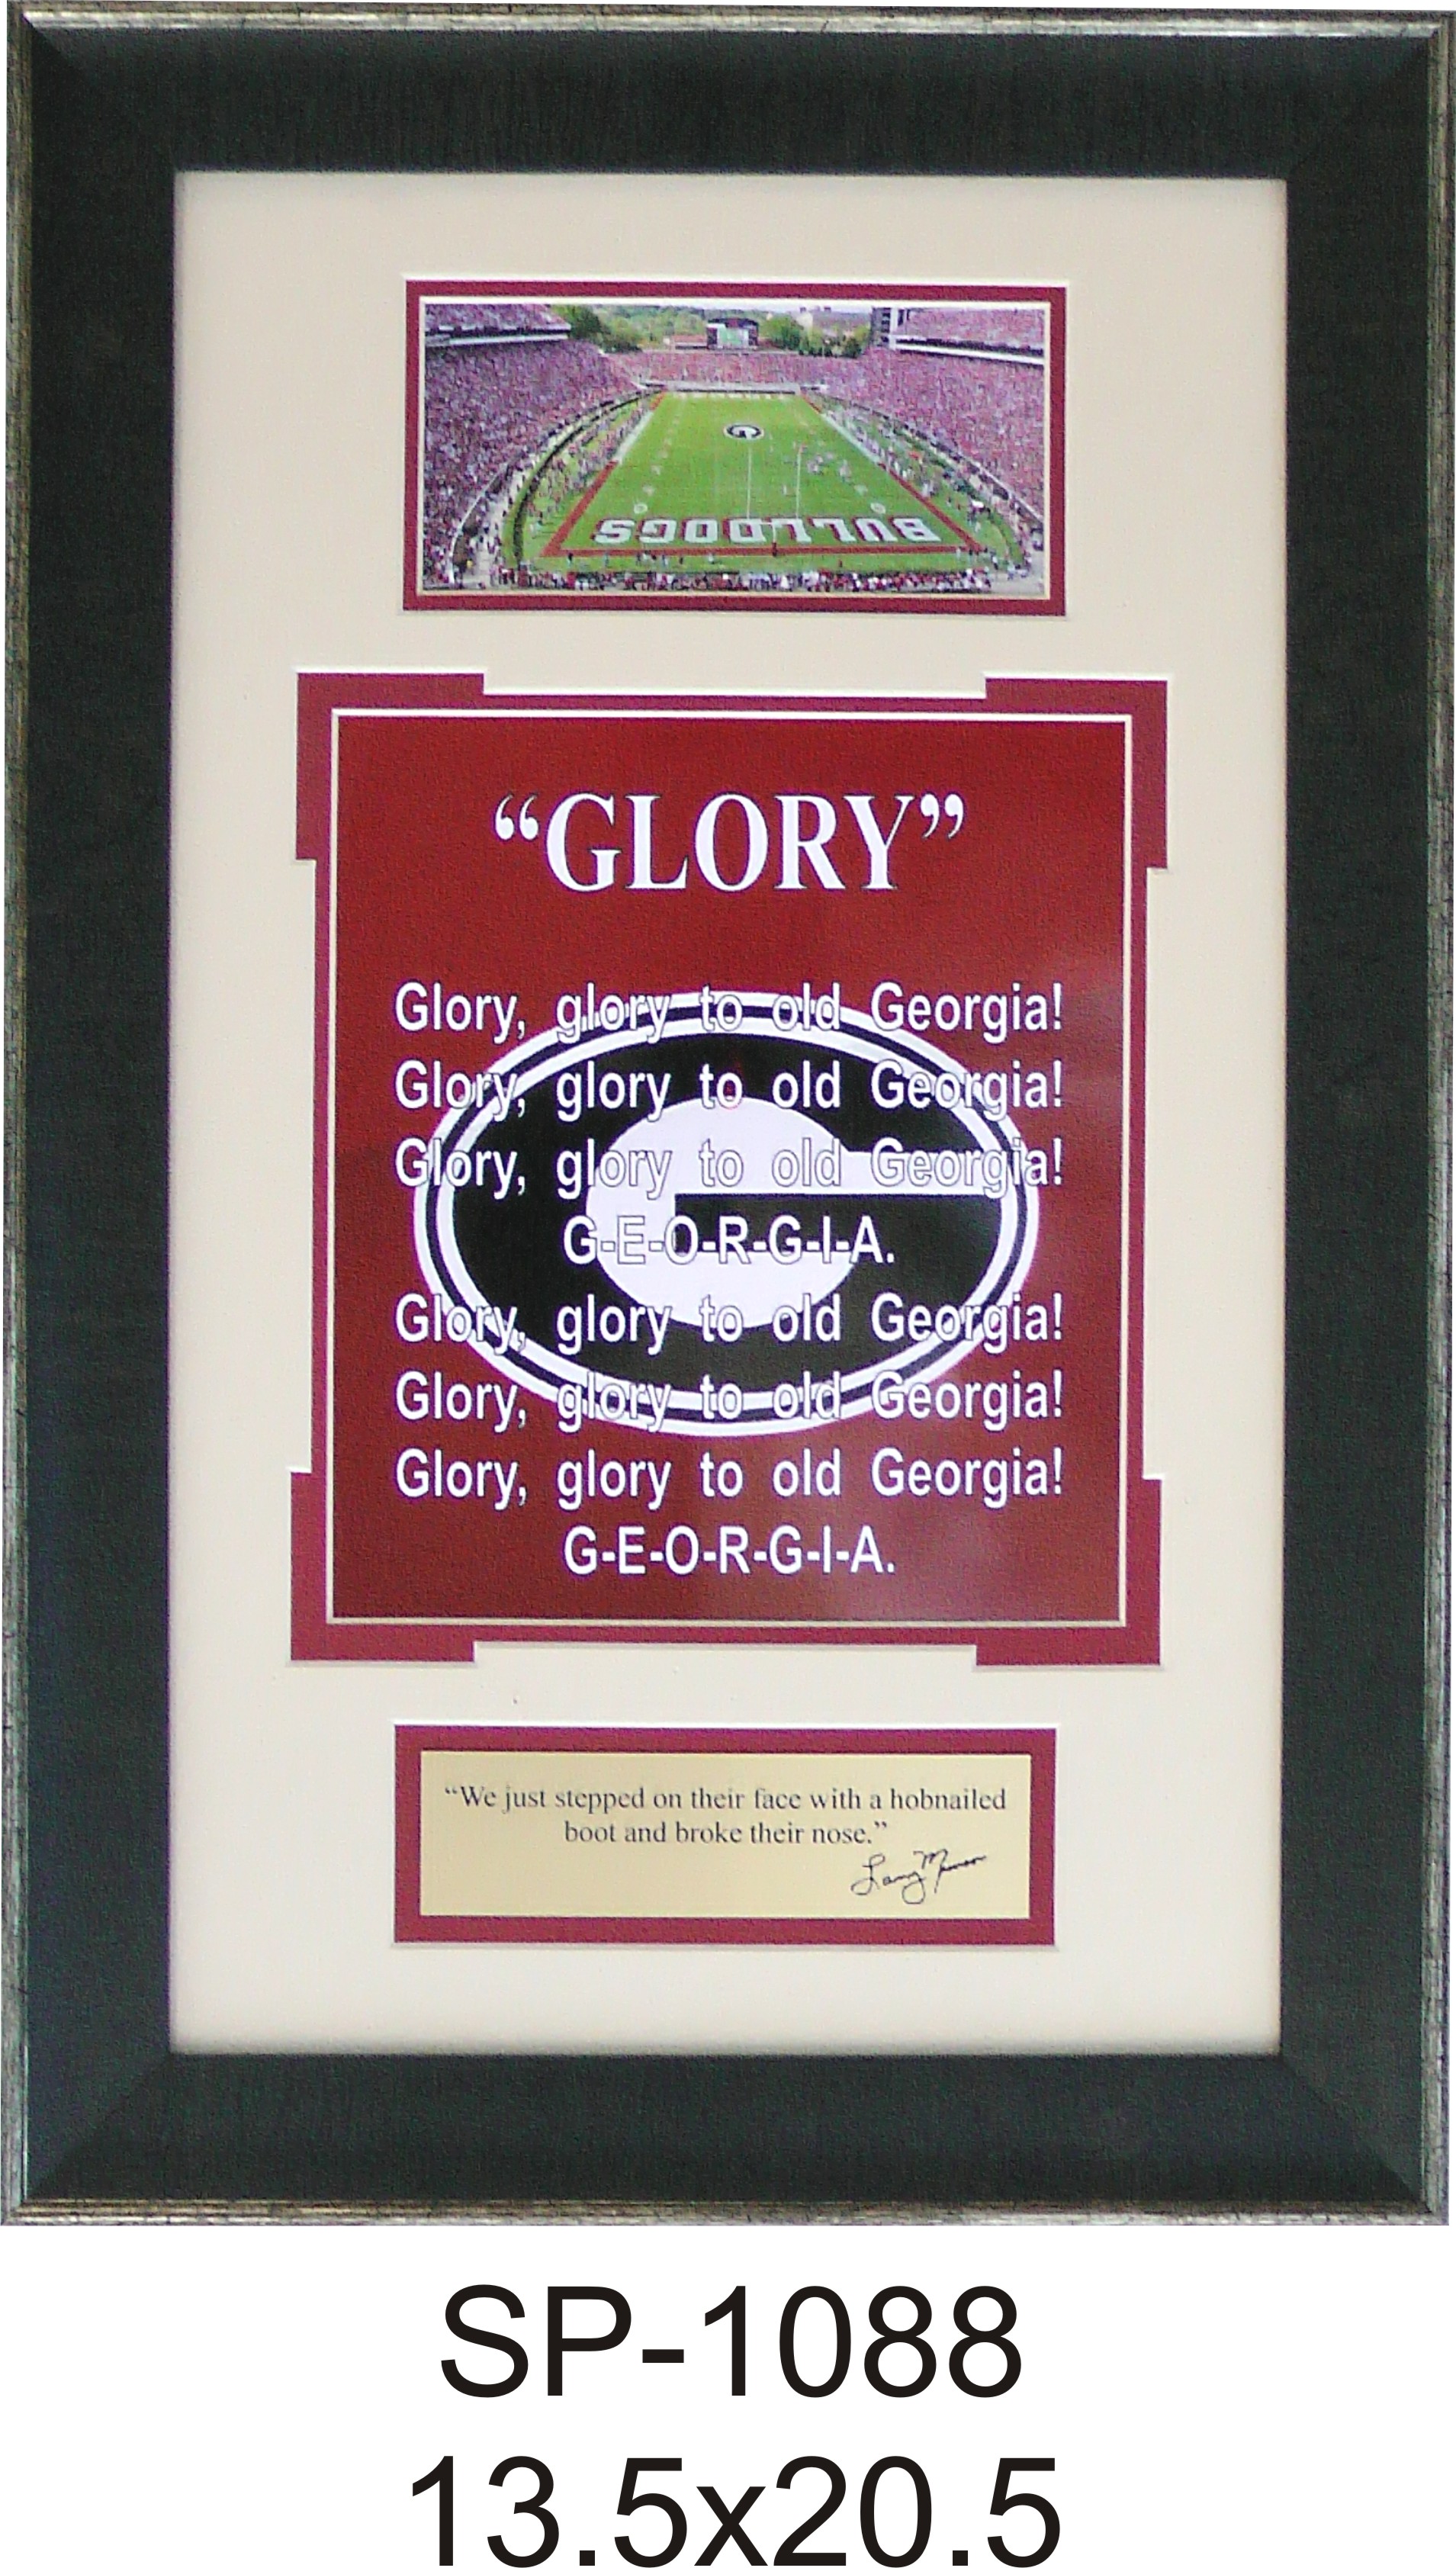 G
BULLDOGS
“GLORY”
Glory, glory to old Georgia!
Glory, glory to old Georgia!
Glory, glory to old Georgia!
G-E-O-R-G-I-A.
Glory, glory to old Georgia!
Glory, glory to old Georgia!
Glory, glory to old Georgia!
G-E-O-R-G-I-A.
“We just stepped on their face with a hobnailed
boot and broke their nose.”
Larry Munson
SP-1088
13.5x20.5